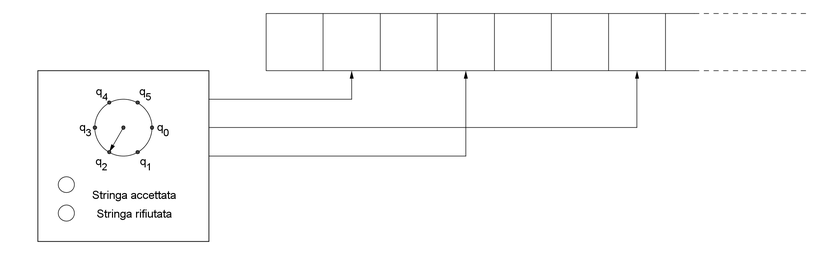 q4 q5
q3 q0
q2 q1
Stringa accettata
Stringa rifiutata